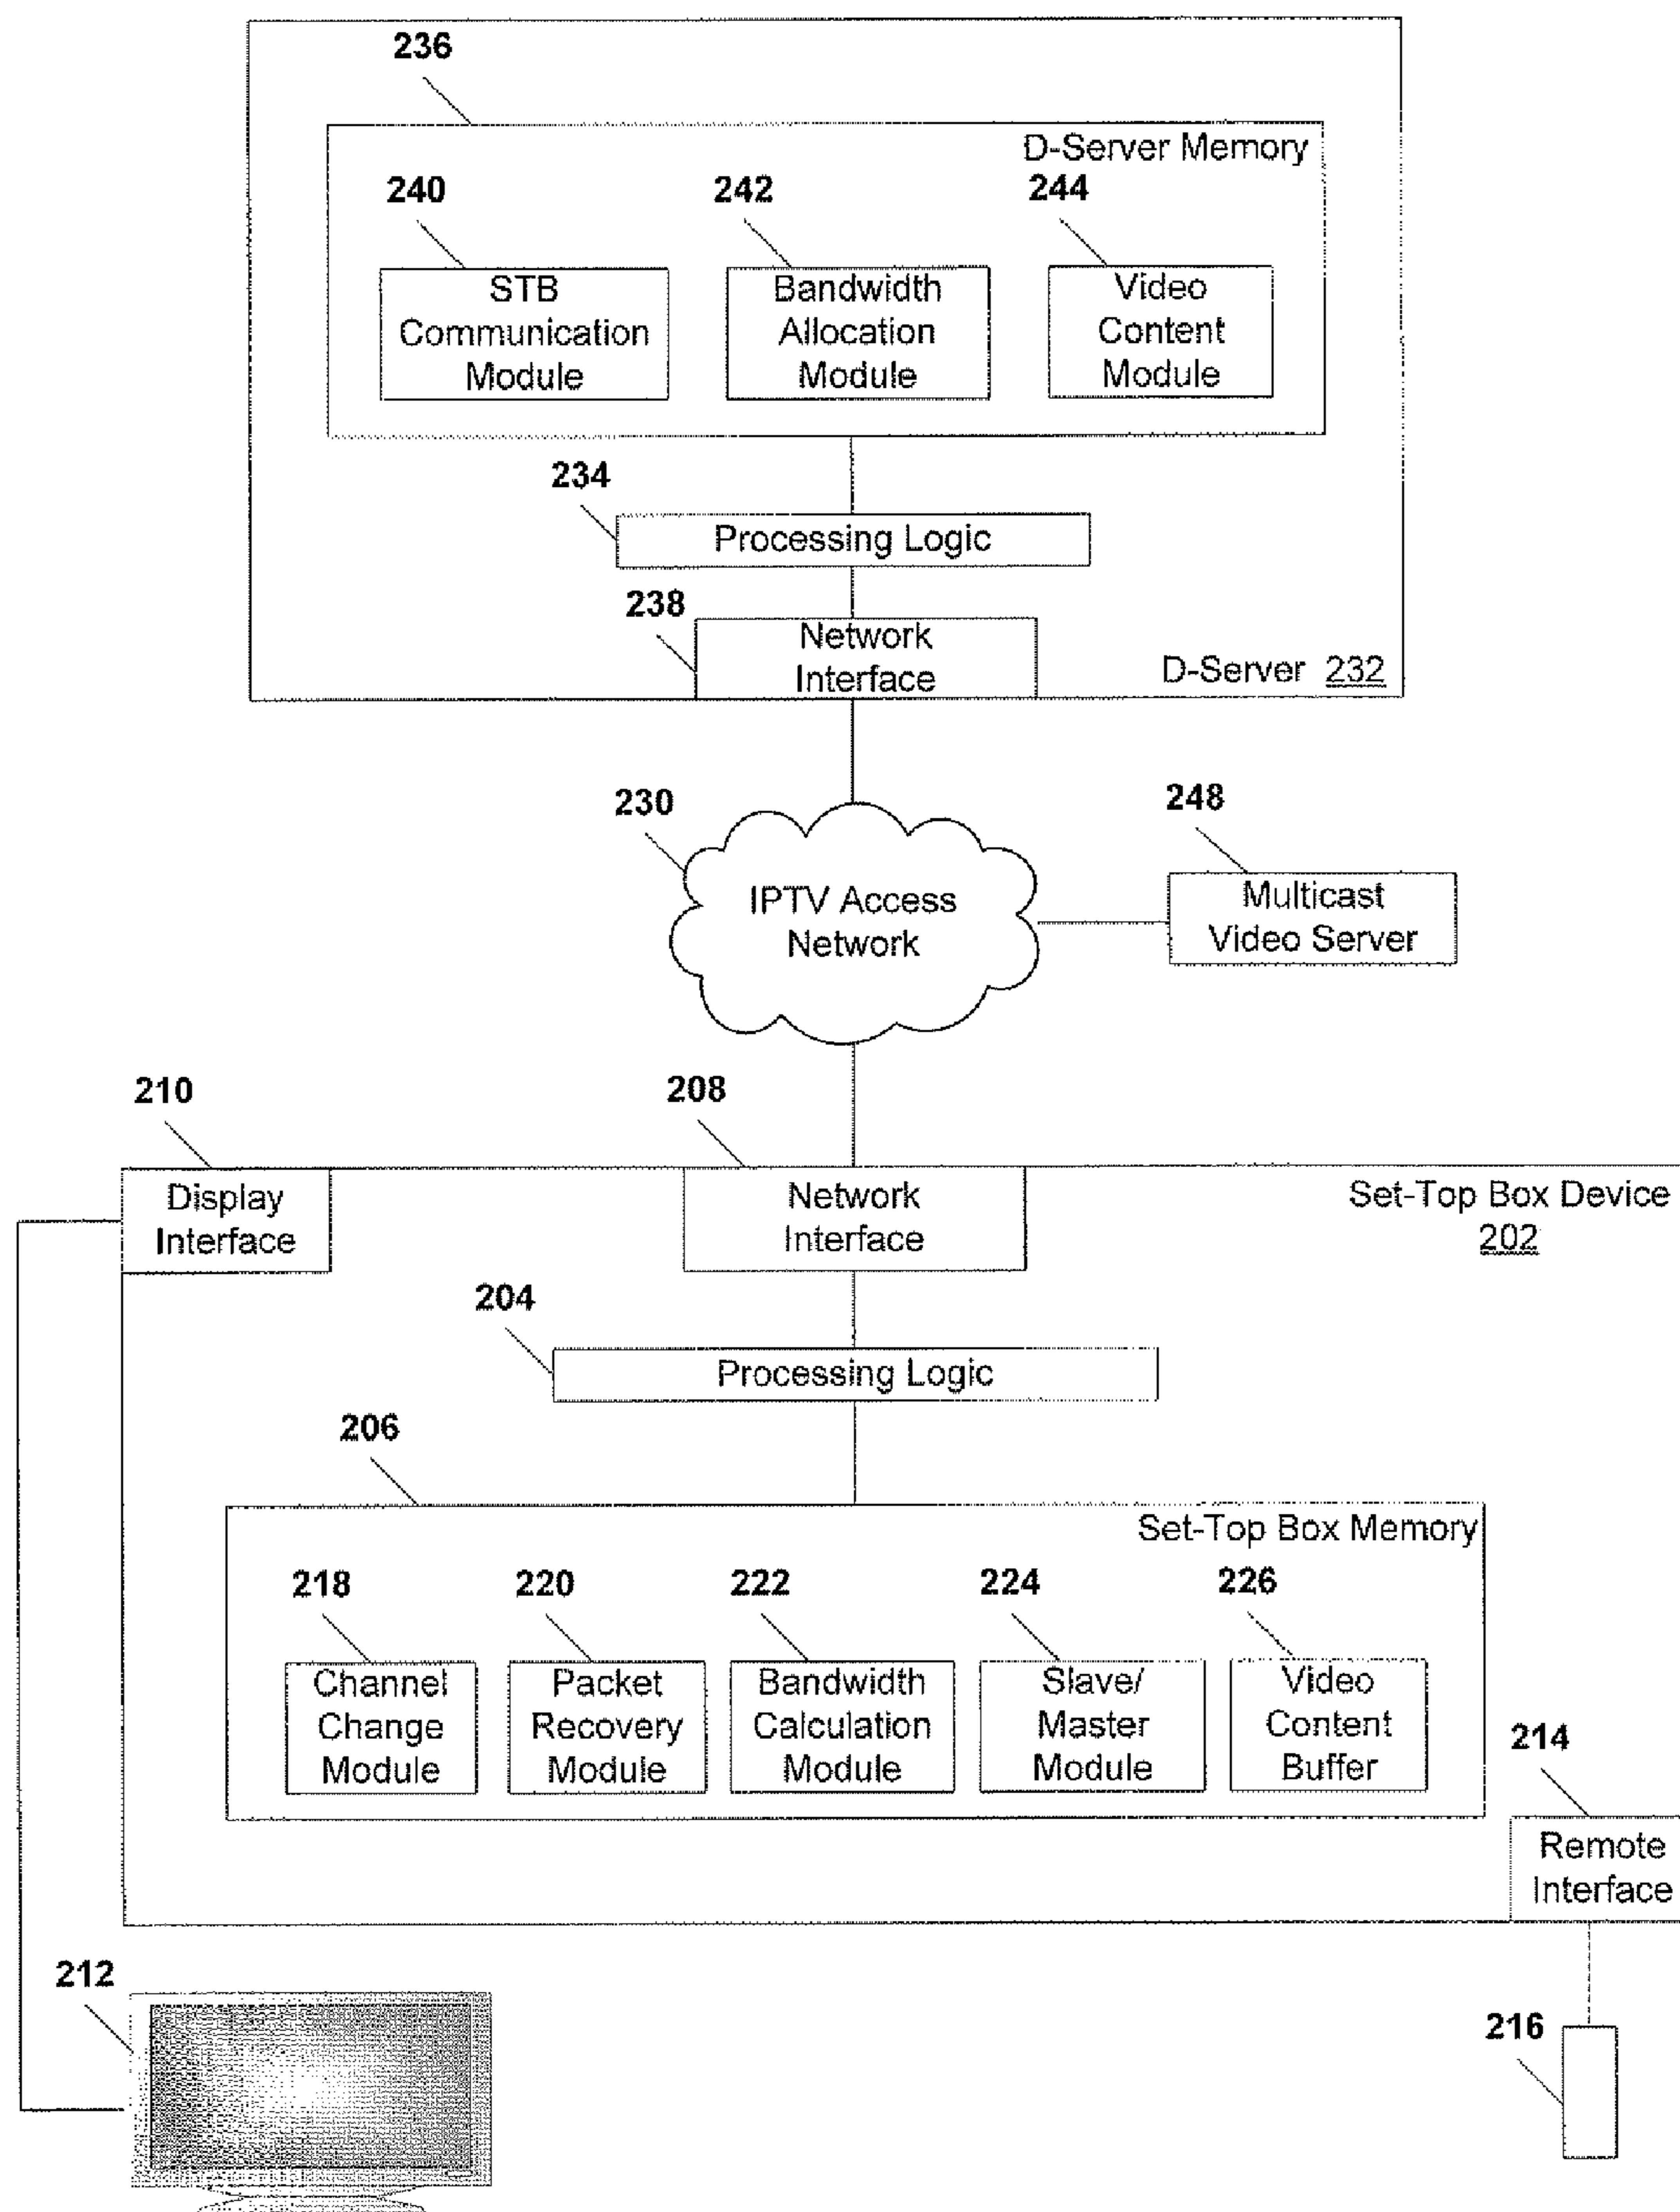 236
D-Server Memory
240
242
244
STB
Communication
Module
Bandwidth
Allocation
Module
Video
Content
Module
234
Processing Logic
238
Network
Interface
D-Server 232
230
248
IPTV Access
Network
Multicast
Video Server
210
208
Display
Interface
Network
Interface
Set-Top Box Device
202
204
Processing Logic
206
Set-Top Box Memory
218
220
222
224
226
Channel
Change
Module
Packet
Recovery
Module
Bandwidth
Calculation
Module
Slave/
Master
Module
Video
Content
Buffer
214
Remote
Interface
212
216